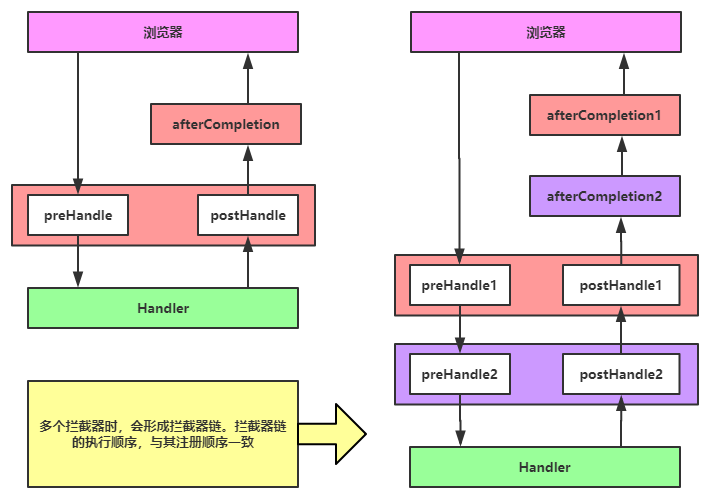 浏览器
afterCompletion
preHandle
postHandle
Handler
多个拦截器时，会形成拦截器链。拦截器链
的执行顺序，与其注册顺序一致
浏览器
afterCompletion1
afterCompletion2
preHandle1
postHandle1
preHandle2
postHandle2
Handler